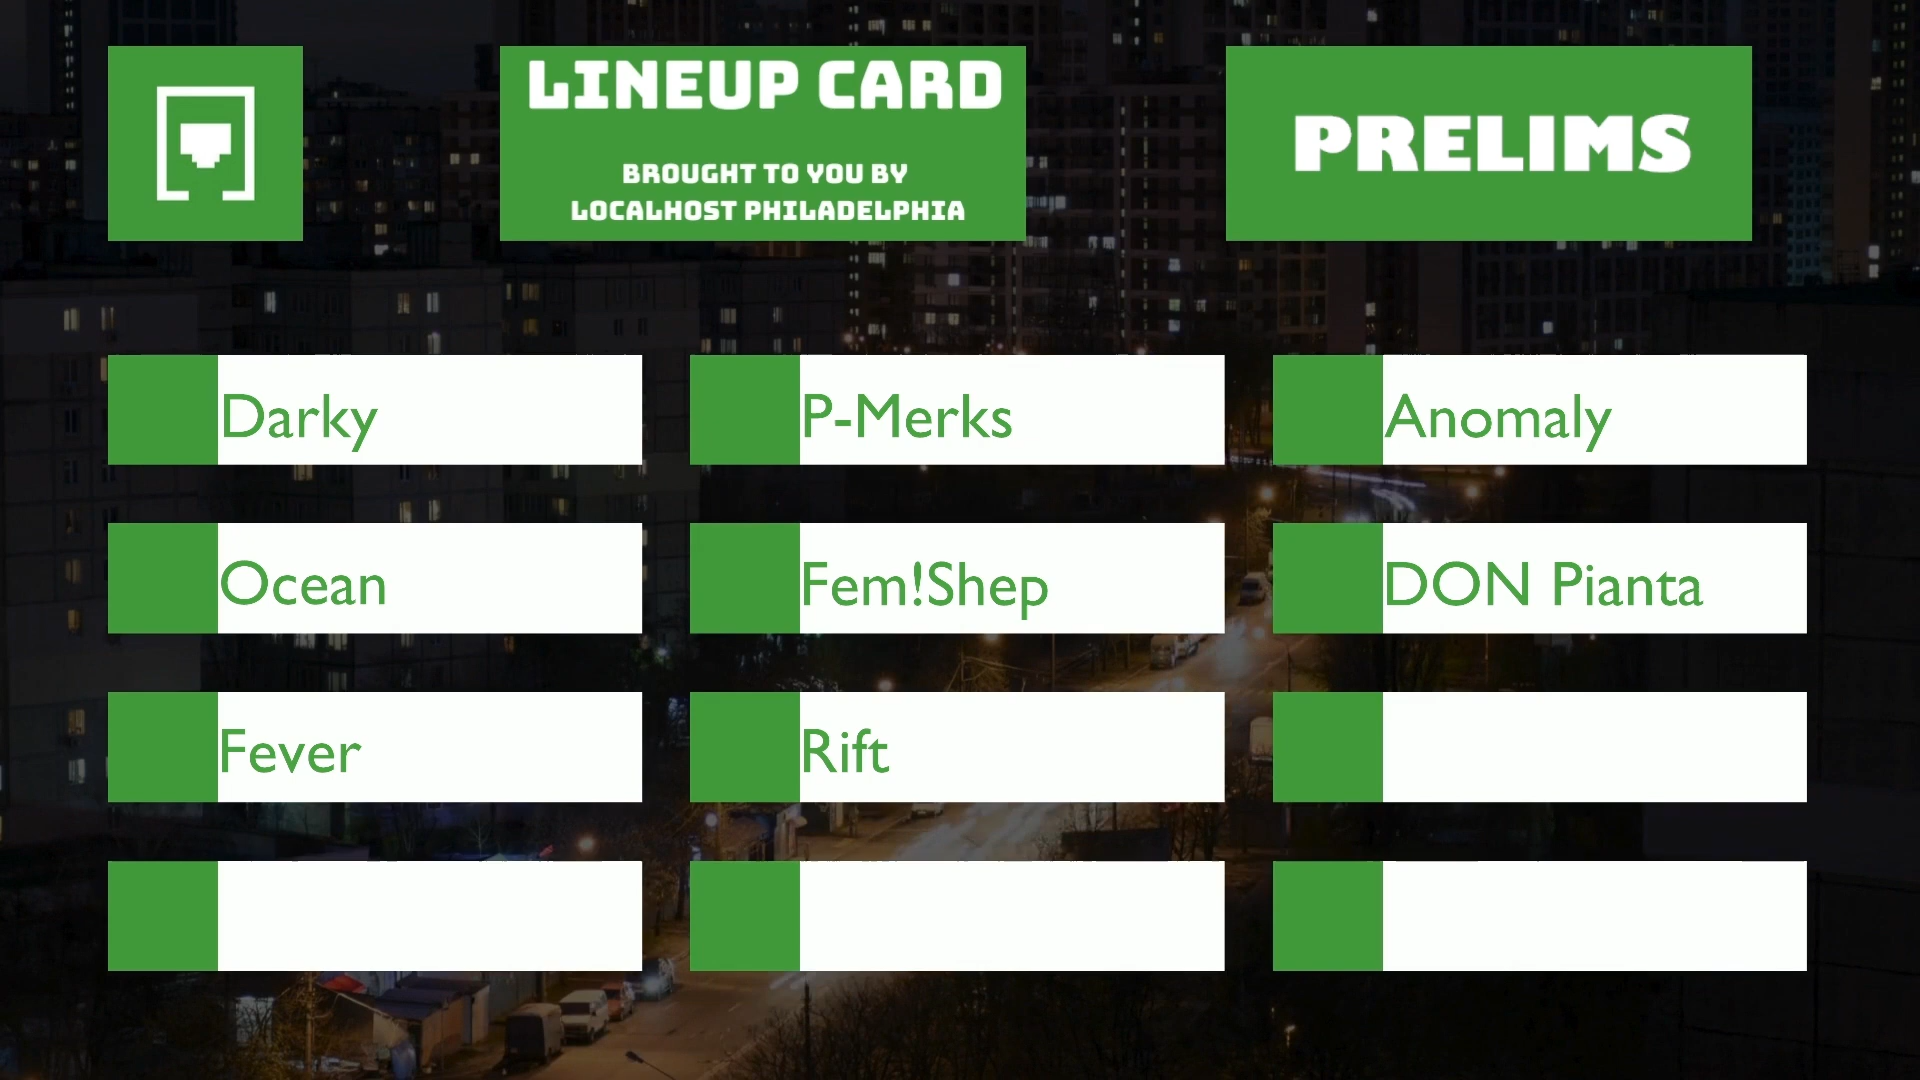 LINEUP CARD
BROUGHT TO YOU BY
LOCALHOST PHILADELPHIA
PRELIMS
Darky
P-Merks
Anomaly
Ocean
Fem!Shep
DON Pianta
Fever
Rift